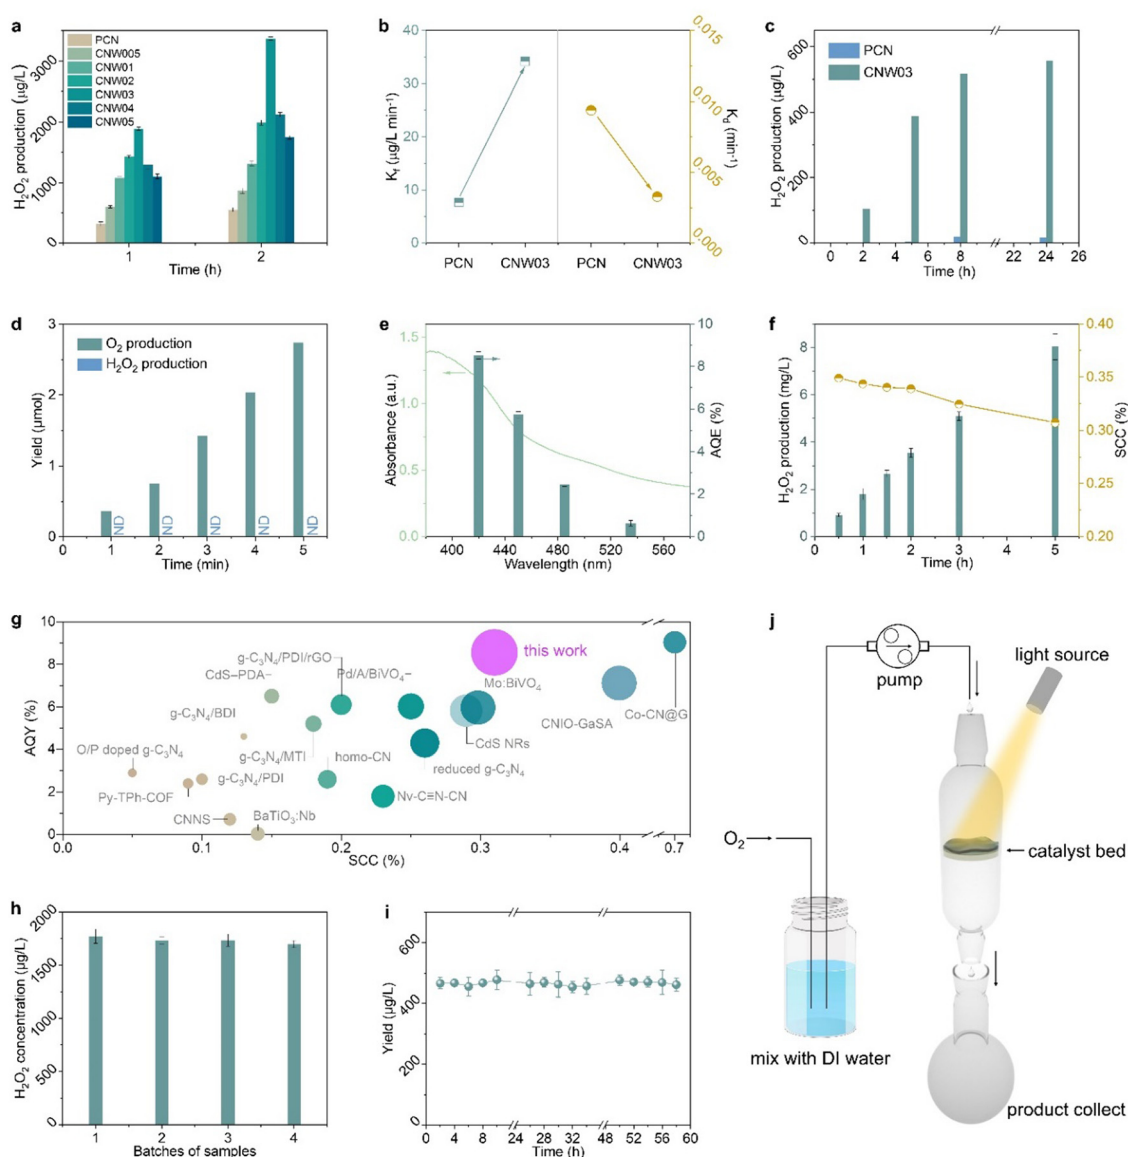 a
PCN
CNW005
CNW01
CNW02
CNW03
CNW04
CNW05
H₂O₂ production (µg/L)
0
1000
2000
3000
1 2
Time (h)
b
K_f (µg/L min⁻¹)
40
30
20
10
0
PCN CNW03 PCN CNW03
0.015
0.010
0.005
0.000
K_d (min⁻¹)
c
PCN
CNW03
H₂O₂ production (µg/L)
600
400
200
0
0 2 4 6 8 10 22 24 26
Time (h)
d
O₂ production
H₂O₂ production
Yield (µmol)
3
2
1
0
ND ND ND ND ND
0 1 2 3 4 5
Time (min)
e
Absorbance (a.u.)
1.5
1.0
0.5
0.0
400 440 480 520 560
Wavelength (nm)
10
8
6
4
2
0
AQE (%)
f
H₂O₂ production (mg/L)
8
6
4
2
0
0 1 2 3 4 5
Time (h)
0.40
0.35
0.30
0.25
0.20
SCC (%)
g
AQY (%)
10
8
6
4
2
0
this work
g-C₃N₄/PDI/rGO
CdS–PDA
Pd/A/BiVO₄
Mo:BiVO₄
g-C₃N₄/BDI
CNIO-GaSA
Co-CN@G
CdS NRs
O/P doped g-C₃N₄
g-C₃N₄/MTI
homo-CN
reduced g-C₃N₄
g-C₃N₄/PDI
Py-TPh-COF
Nv-C≡N-CN
CNNS
BaTiO₃:Nb
0.0 0.1 0.2 0.3 0.4 0.7
SCC (%)
h
H₂O₂ concentration (µg/L)
2000
1750
1500
1000
500
0
1 2 3 4
Batches of samples
i
Yield (µg/L)
600
400
200
0
0 4 8 12 24 28 32 36 48 52 56 60
Time (h)
j
light source
pump
O₂
catalyst bed
mix with DI water
product collect